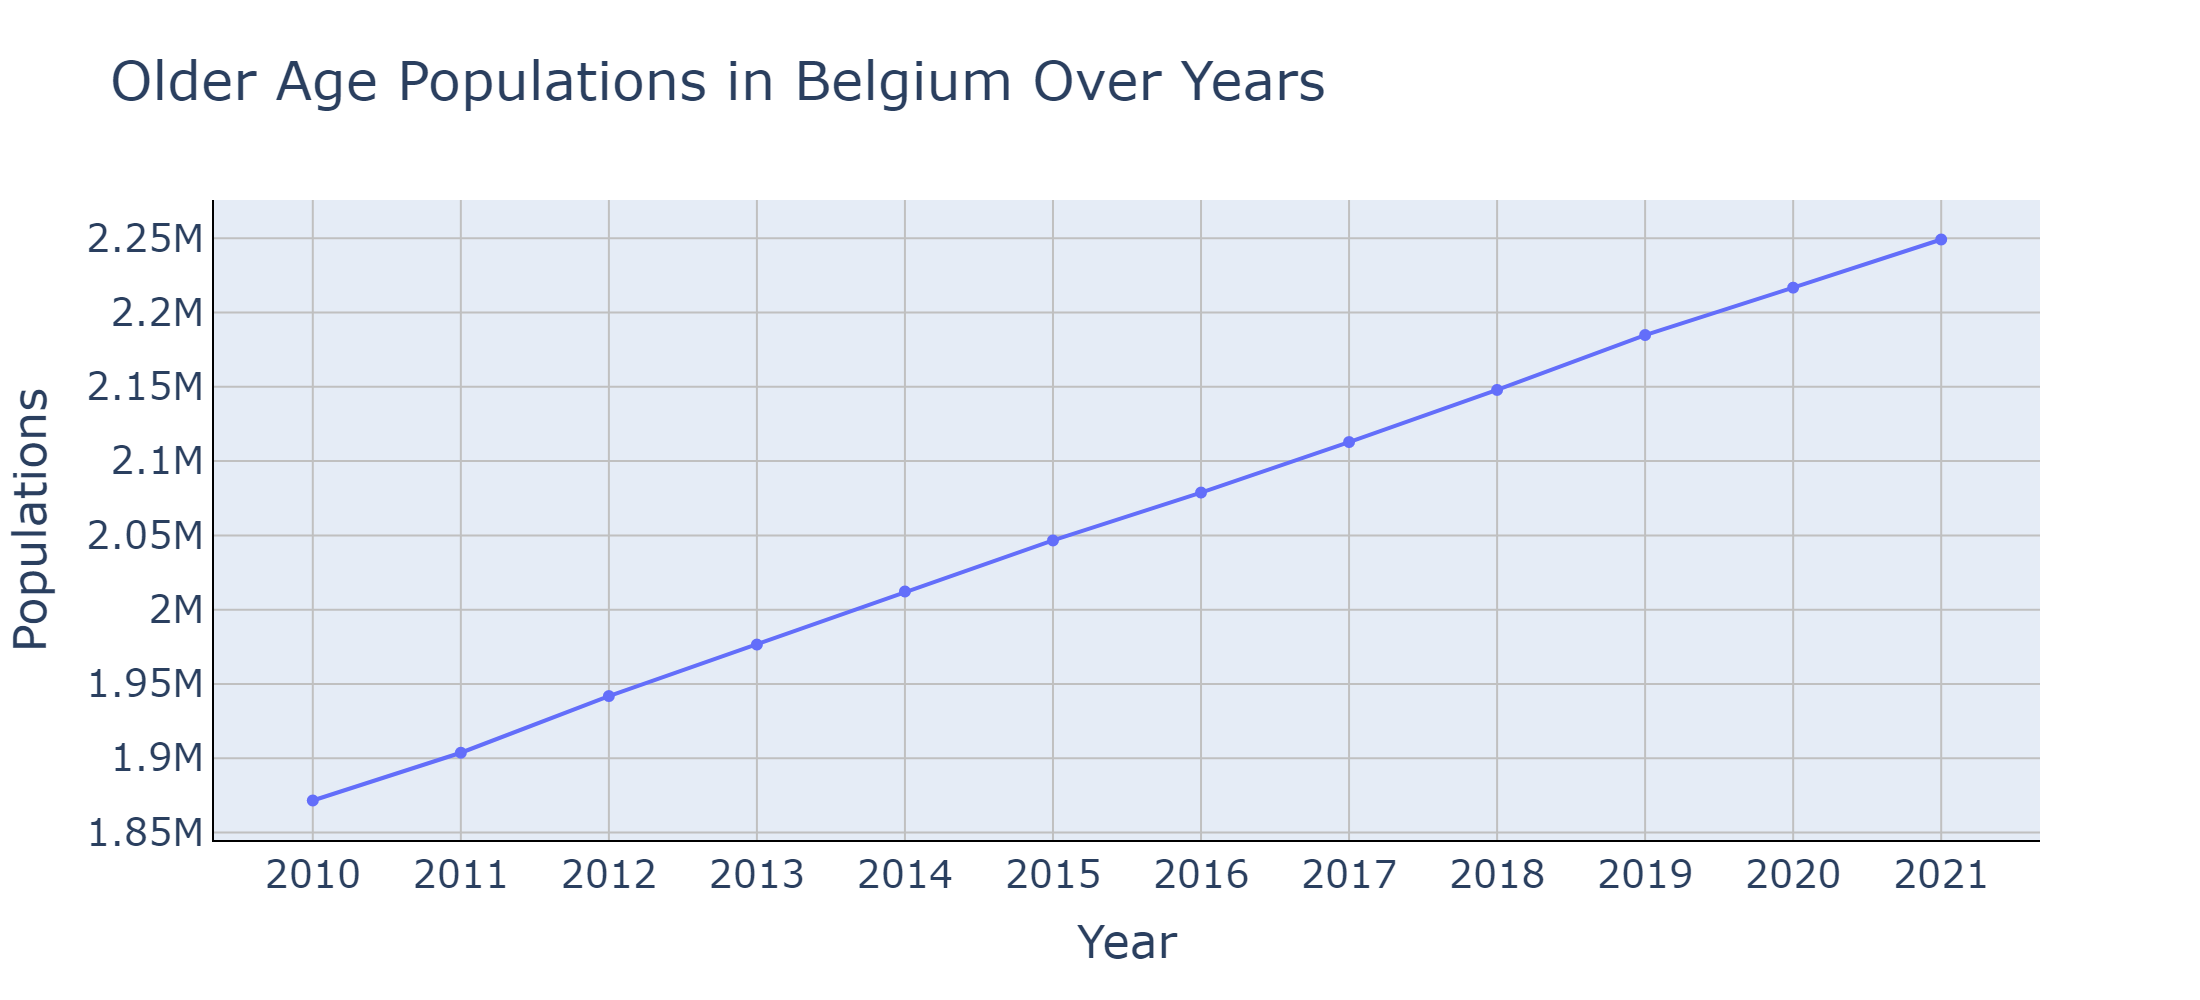 Older Age Populations in Belgium Over Years
2.25M
2.2M
2.15M
2.1M
2.05M
2M
1.95M
1.9M
1.85M
Populations
2010 2011 2012 2013 2014 2015 2016 2017 2018 2019 2020 2021
Year